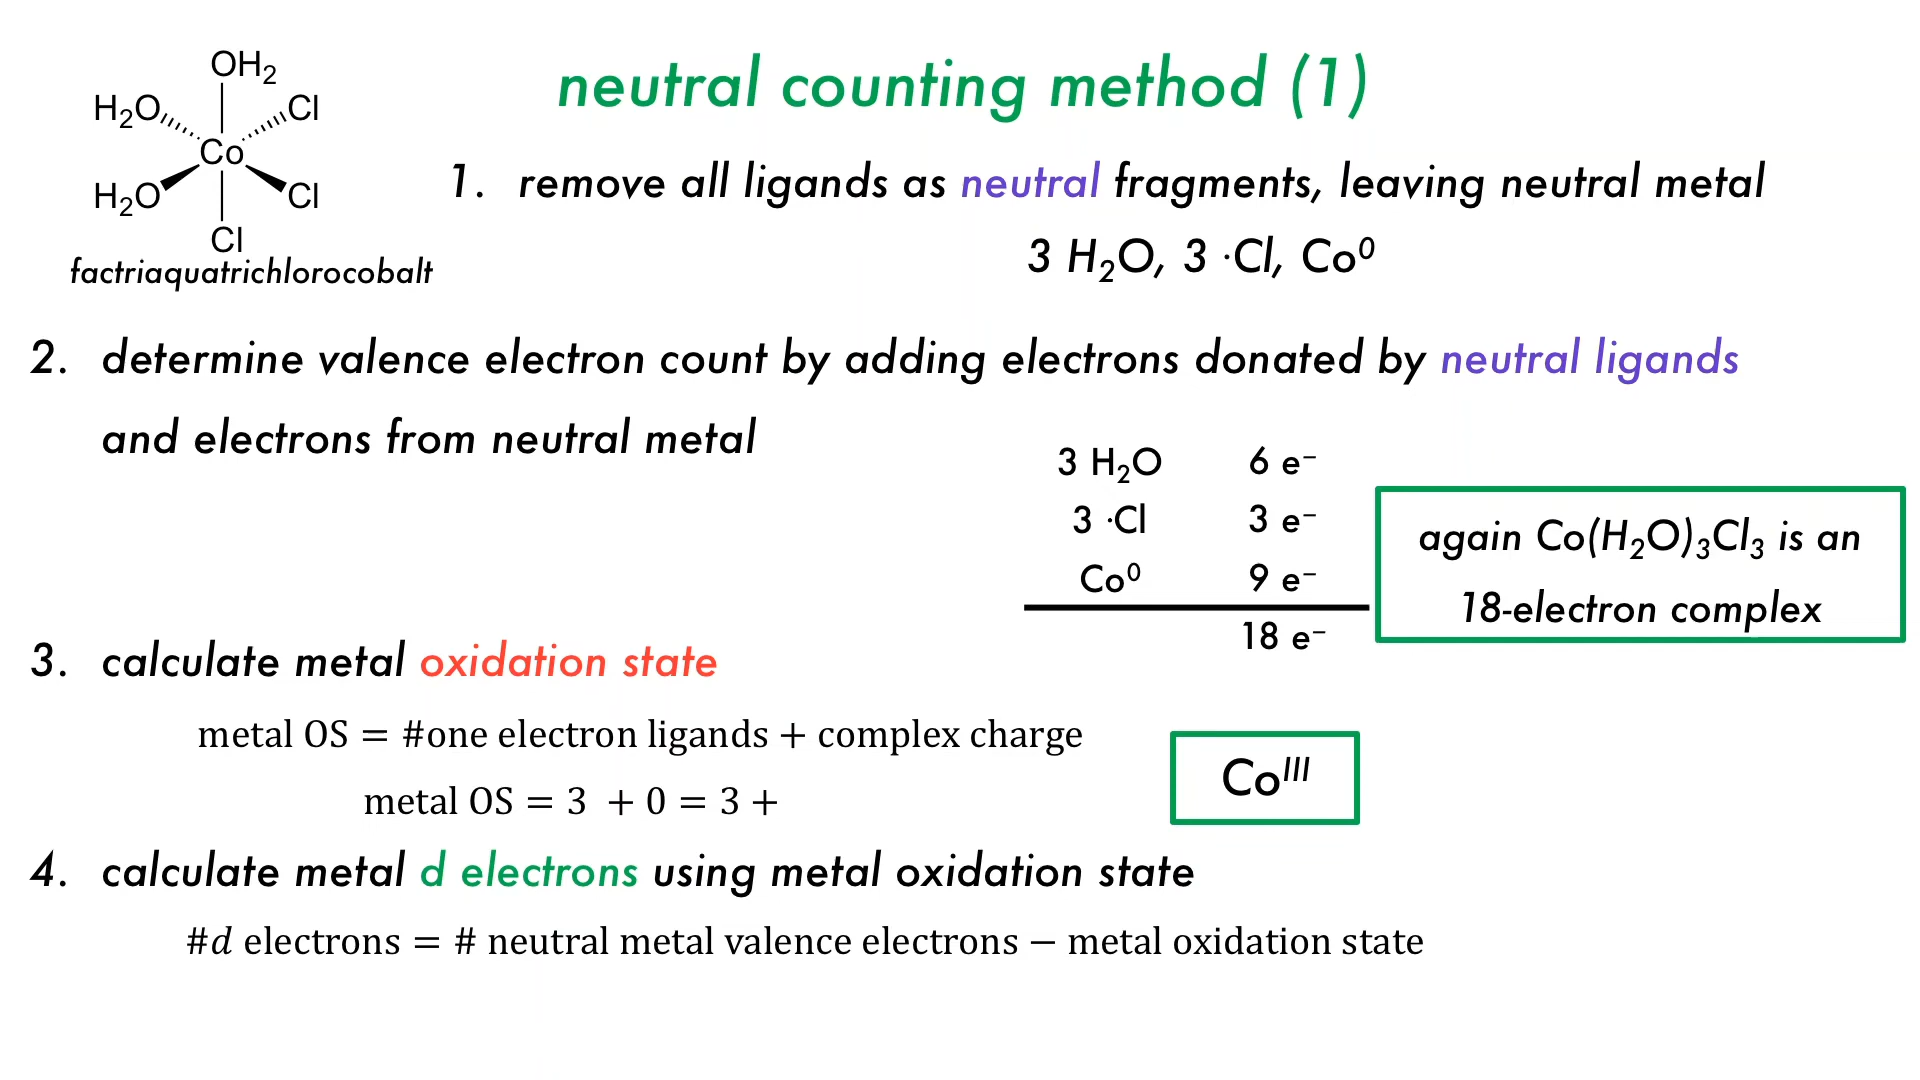 neutral counting method (1)
OH₂
H₂O
Cl
Co
H₂O
Cl
Cl
factriaquatrichlorocobalt
1. remove all ligands as neutral fragments, leaving neutral metal
3 H₂O, 3 ·Cl, Co⁰
2. determine valence electron count by adding electrons donated by neutral ligands
and electrons from neutral metal
3 H₂O 6 e⁻
3 ·Cl 3 e⁻
Co⁰ 9 e⁻
18 e⁻
again Co(H₂O)₃Cl₃ is an
18-electron complex
3. calculate metal oxidation state
metal OS = #one electron ligands + complex charge
metal OS = 3 + 0 = 3 +
Coᴵᴵᴵ
4. calculate metal d electrons using metal oxidation state
#d electrons = # neutral metal valence electrons − metal oxidation state